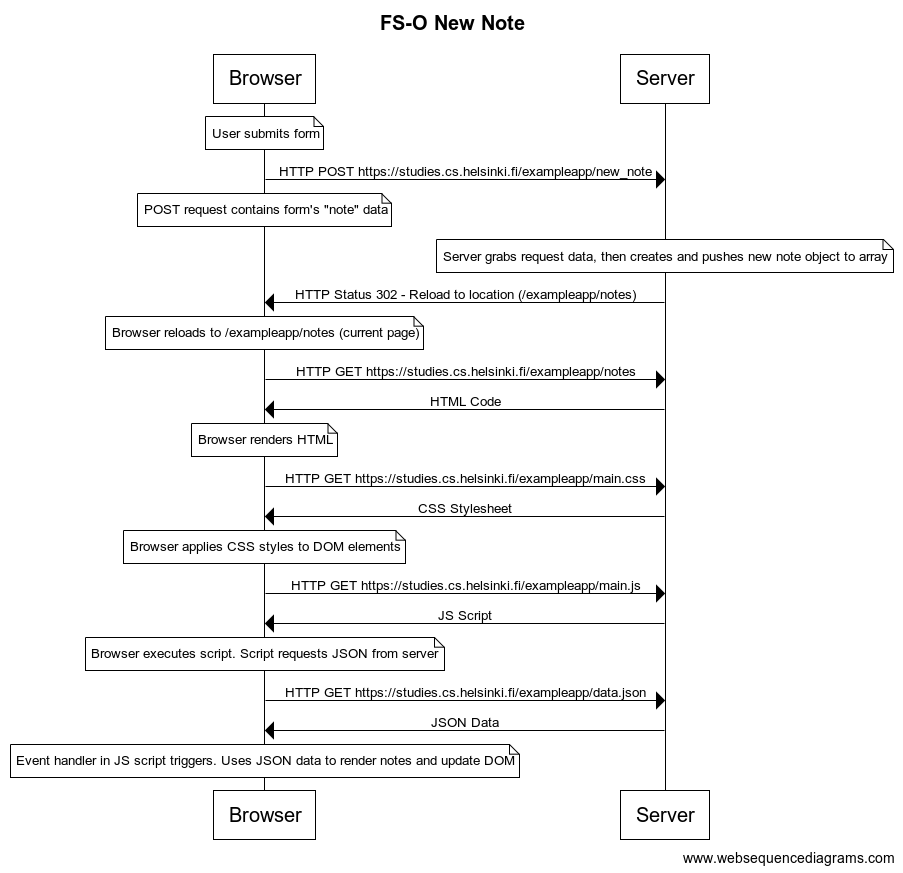 FS-O New Note
Browser
Server
User submits form
HTTP POST https://studies.cs.helsinki.fi/exampleapp/new_note
POST request contains form's "note" data
Server grabs request data, then creates and pushes new note object to array
HTTP Status 302 - Reload to location (/exampleapp/notes)
Browser reloads to /exampleapp/notes (current page)
HTTP GET https://studies.cs.helsinki.fi/exampleapp/notes
HTML Code
Browser renders HTML
HTTP GET https://studies.cs.helsinki.fi/exampleapp/main.css
CSS Stylesheet
Browser applies CSS styles to DOM elements
HTTP GET https://studies.cs.helsinki.fi/exampleapp/main.js
JS Script
Browser executes script. Script requests JSON from server
HTTP GET https://studies.cs.helsinki.fi/exampleapp/data.json
JSON Data
Event handler in JS script triggers. Uses JSON data to render notes and update DOM
Browser
Server
www.websequencediagrams.com